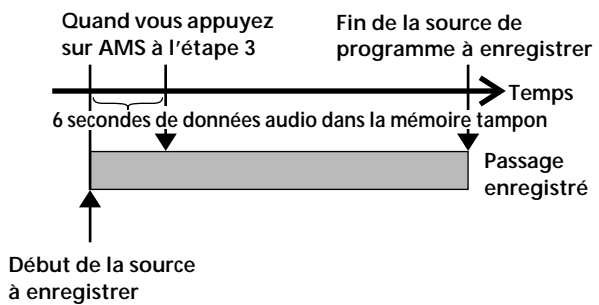 Quand vous appuyez
sur AMS à l'étape 3
Fin de la source de
programme à enregistrer
Temps
6 secondes de données audio dans la mémoire tampon
Passage
enregistré
Début de la source
à enregistrer